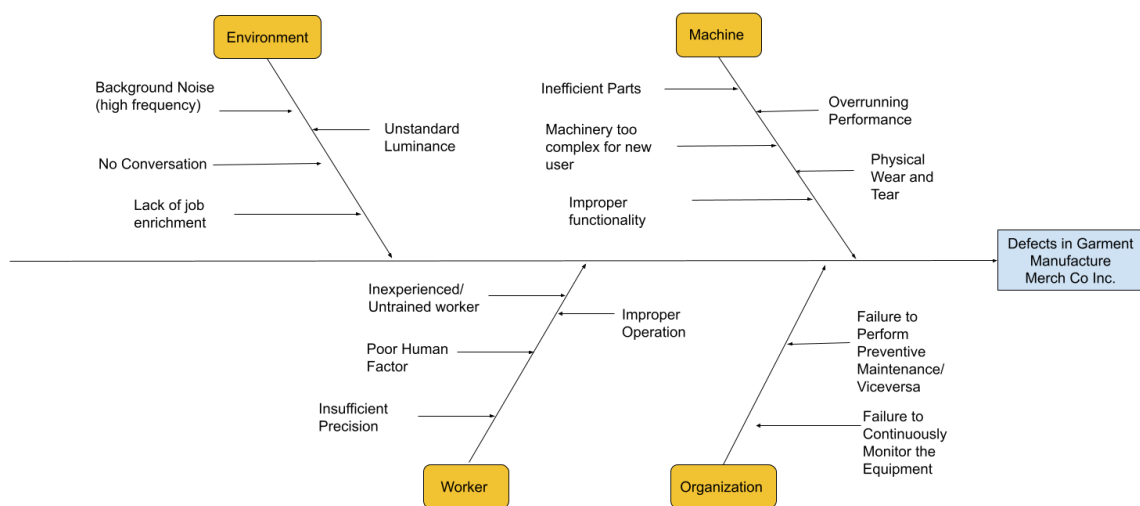 Environment
Machine
Background Noise
(high frequency)
Unstandard
Luminance
No Conversation
Lack of job
enrichment
Inefficient Parts
Overrunning
Performance
Machinery too
complex for new
user
Physical
Wear and
Tear
Improper
functionality
Defects in Garment
Manufacture
Merch Co Inc.
Inexperienced/
Untrained worker
Improper
Operation
Poor Human
Factor
Insufficient
Precision
Failure to
Perform
Preventive
Maintenance/
Viceversa
Failure to
Continuously
Monitor the
Equipment
Worker
Organization